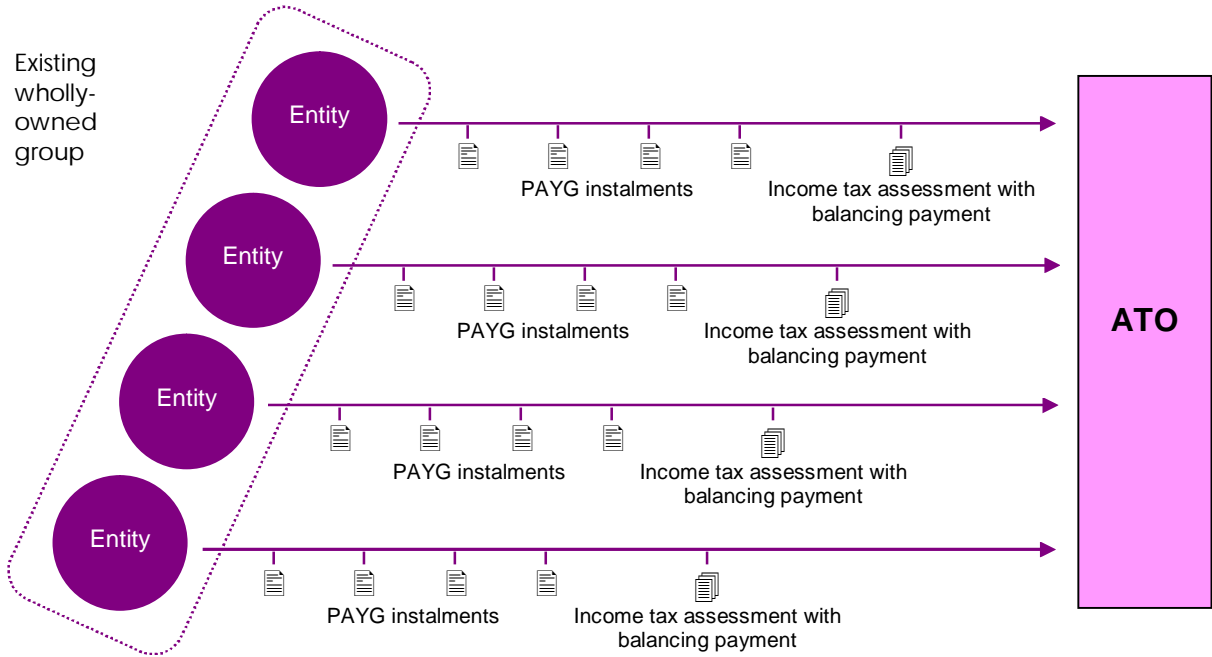 Existing
wholly-
owned
group
Entity
PAYG instalments
Income tax assessment with
balancing payment
Entity
PAYG instalments
Income tax assessment with
balancing payment
ATO
Entity
PAYG instalments
Income tax assessment with
balancing payment
Entity
PAYG instalments
Income tax assessment with
balancing payment